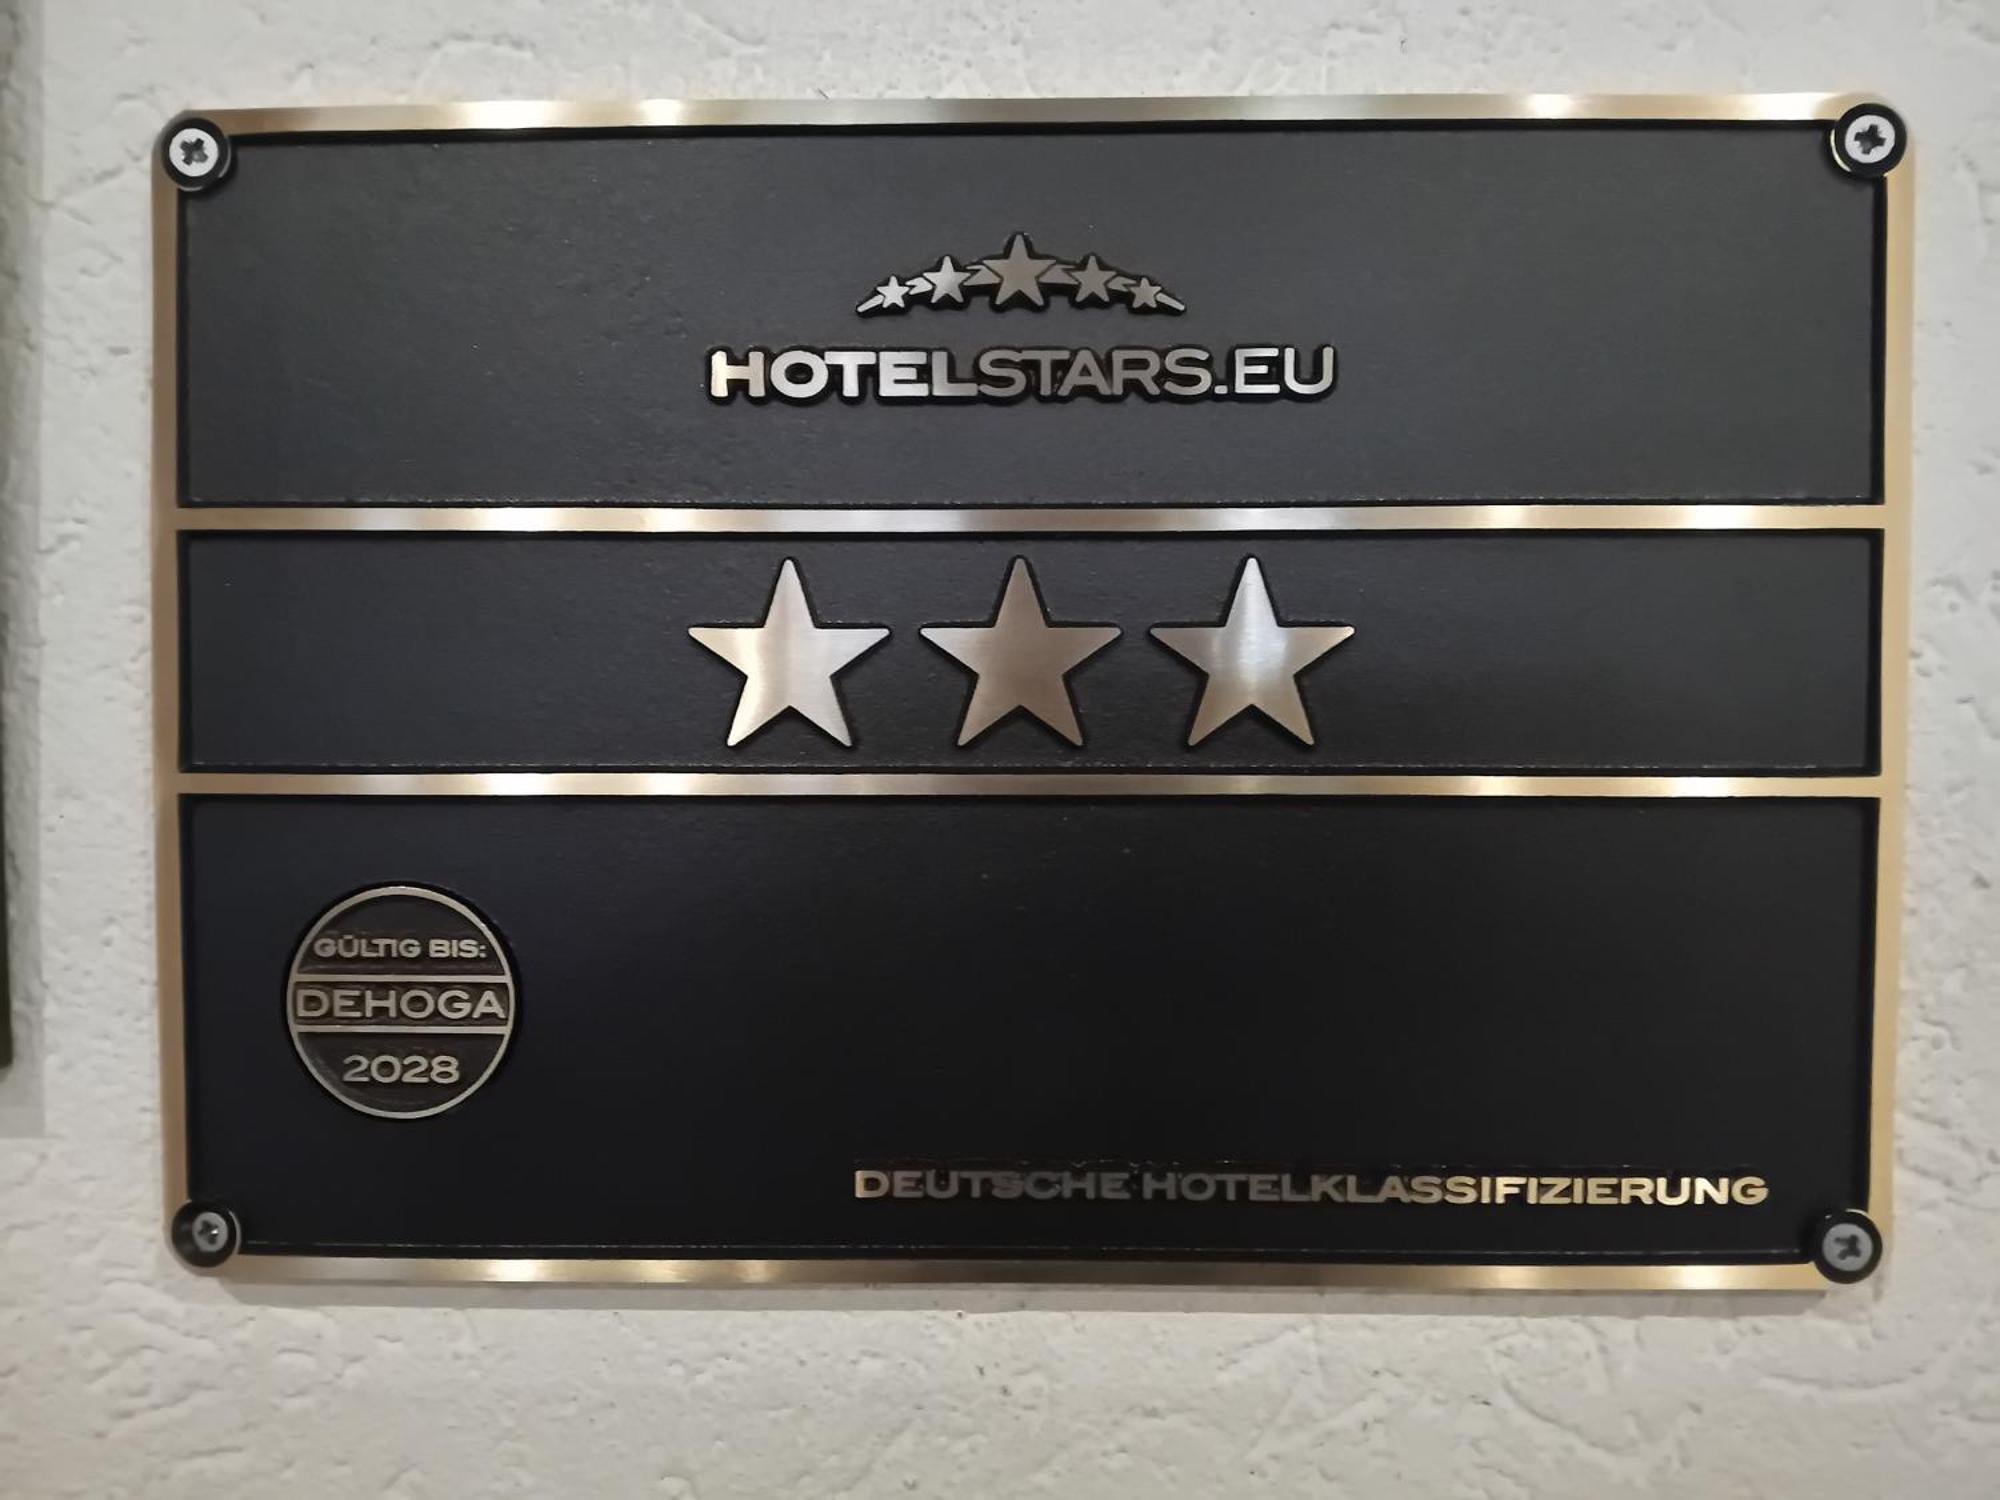 HOTELSTARS.EU
GÜLTIG BIS:
DEHOGA
2028
DEUTSCHE HOTELKLASSIFIZIERUNG